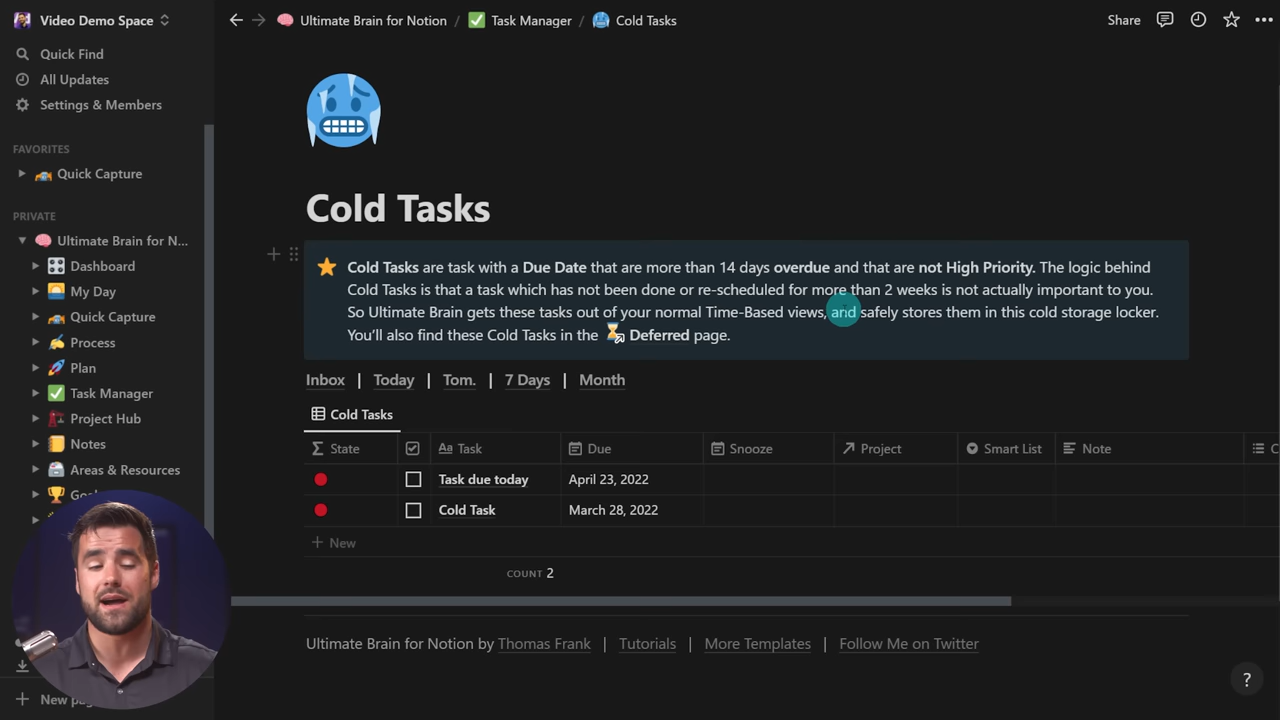 Video Demo Space
Quick Find
All Updates
Settings & Members
FAVORITES
Quick Capture
PRIVATE
Ultimate Brain for N...
Dashboard
My Day
Quick Capture
Process
Plan
Task Manager
Project Hub
Notes
Areas & Resources
New
Ultimate Brain for Notion / Task Manager / Cold Tasks
Share
Cold Tasks
Cold Tasks are task with a Due Date that are more than 14 days overdue and that are not High Priority. The logic behind
Cold Tasks is that a task which has not been done or re-scheduled for more than 2 weeks is not actually important to you.
So Ultimate Brain gets these tasks out of your normal Time-Based views, and safely stores them in this cold storage locker.
You'll also find these Cold Tasks in the Deferred page.
Inbox | Today | Tom. | 7 Days | Month
Cold Tasks
State Aa Task Due Snooze Project Smart List Note
Task due today April 23, 2022
Cold Task March 28, 2022
+ New
COUNT 2
Ultimate Brain for Notion by Thomas Frank | Tutorials | More Templates | Follow Me on Twitter
?